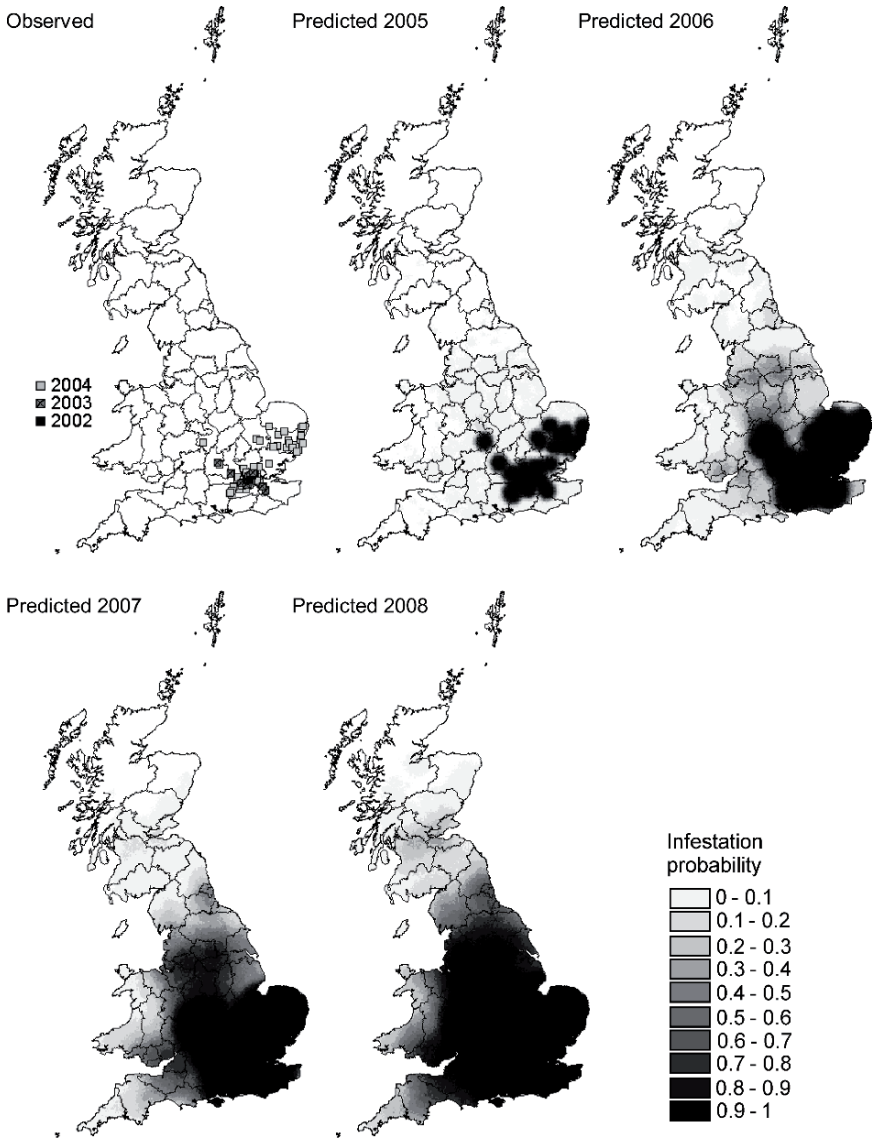 Observed
Predicted 2005
Predicted 2006
2004
2003
2002
Predicted 2007
Predicted 2008
Infestation
probability
0 - 0.1
0.1 - 0.2
0.2 - 0.3
0.3 - 0.4
0.4 - 0.5
0.5 - 0.6
0.6 - 0.7
0.7 - 0.8
0.8 - 0.9
0.9 - 1